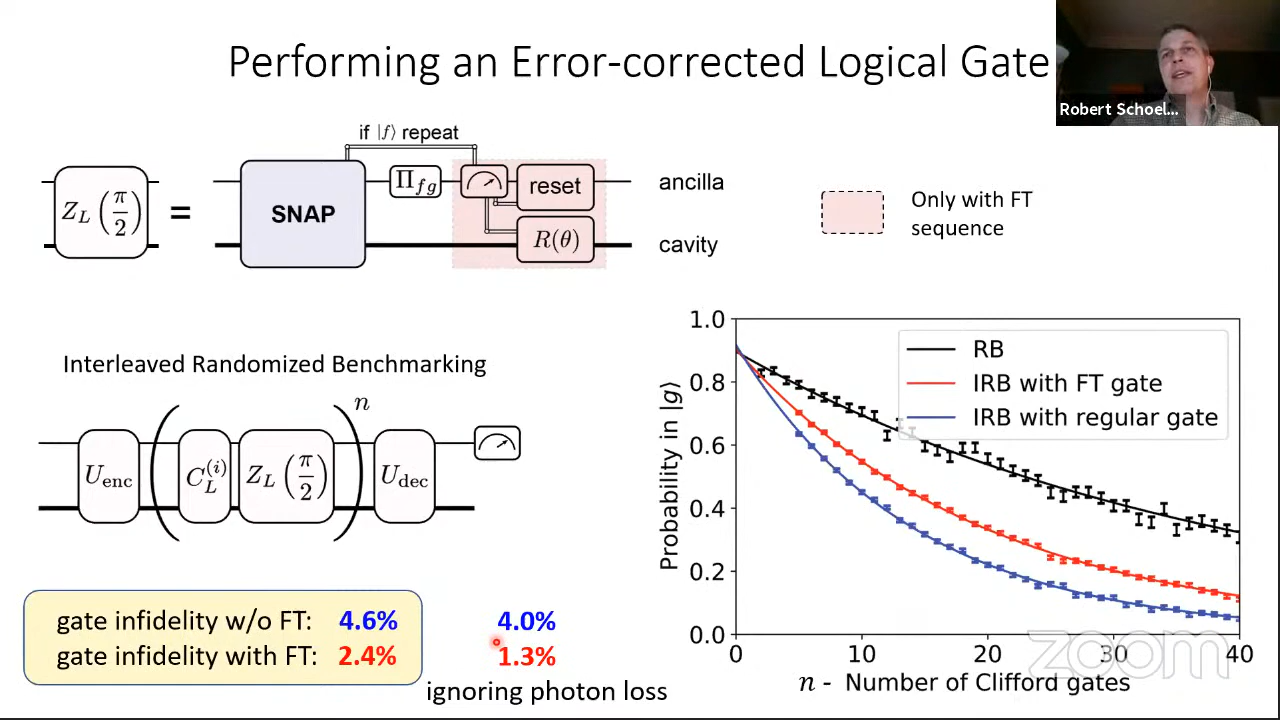 Performing an Error-corrected Logical Gate
Robert Schoel...
if |f⟩ repeat
Z_L (π/2)
=
SNAP
Π_fg
reset
R(θ)
ancilla
cavity
Only with FT
sequence
Interleaved Randomized Benchmarking
n
U_enc
C_L^(i)
Z_L (π/2)
U_dec
gate infidelity w/o FT: 4.6%
gate infidelity with FT: 2.4%
4.0%
1.3%
ignoring photon loss
RB
IRB with FT gate
IRB with regular gate
Probability in |g⟩
1.0
0.8
0.6
0.4
0.2
0.0
0 10 20 30 40
n - Number of Clifford gates
zoom